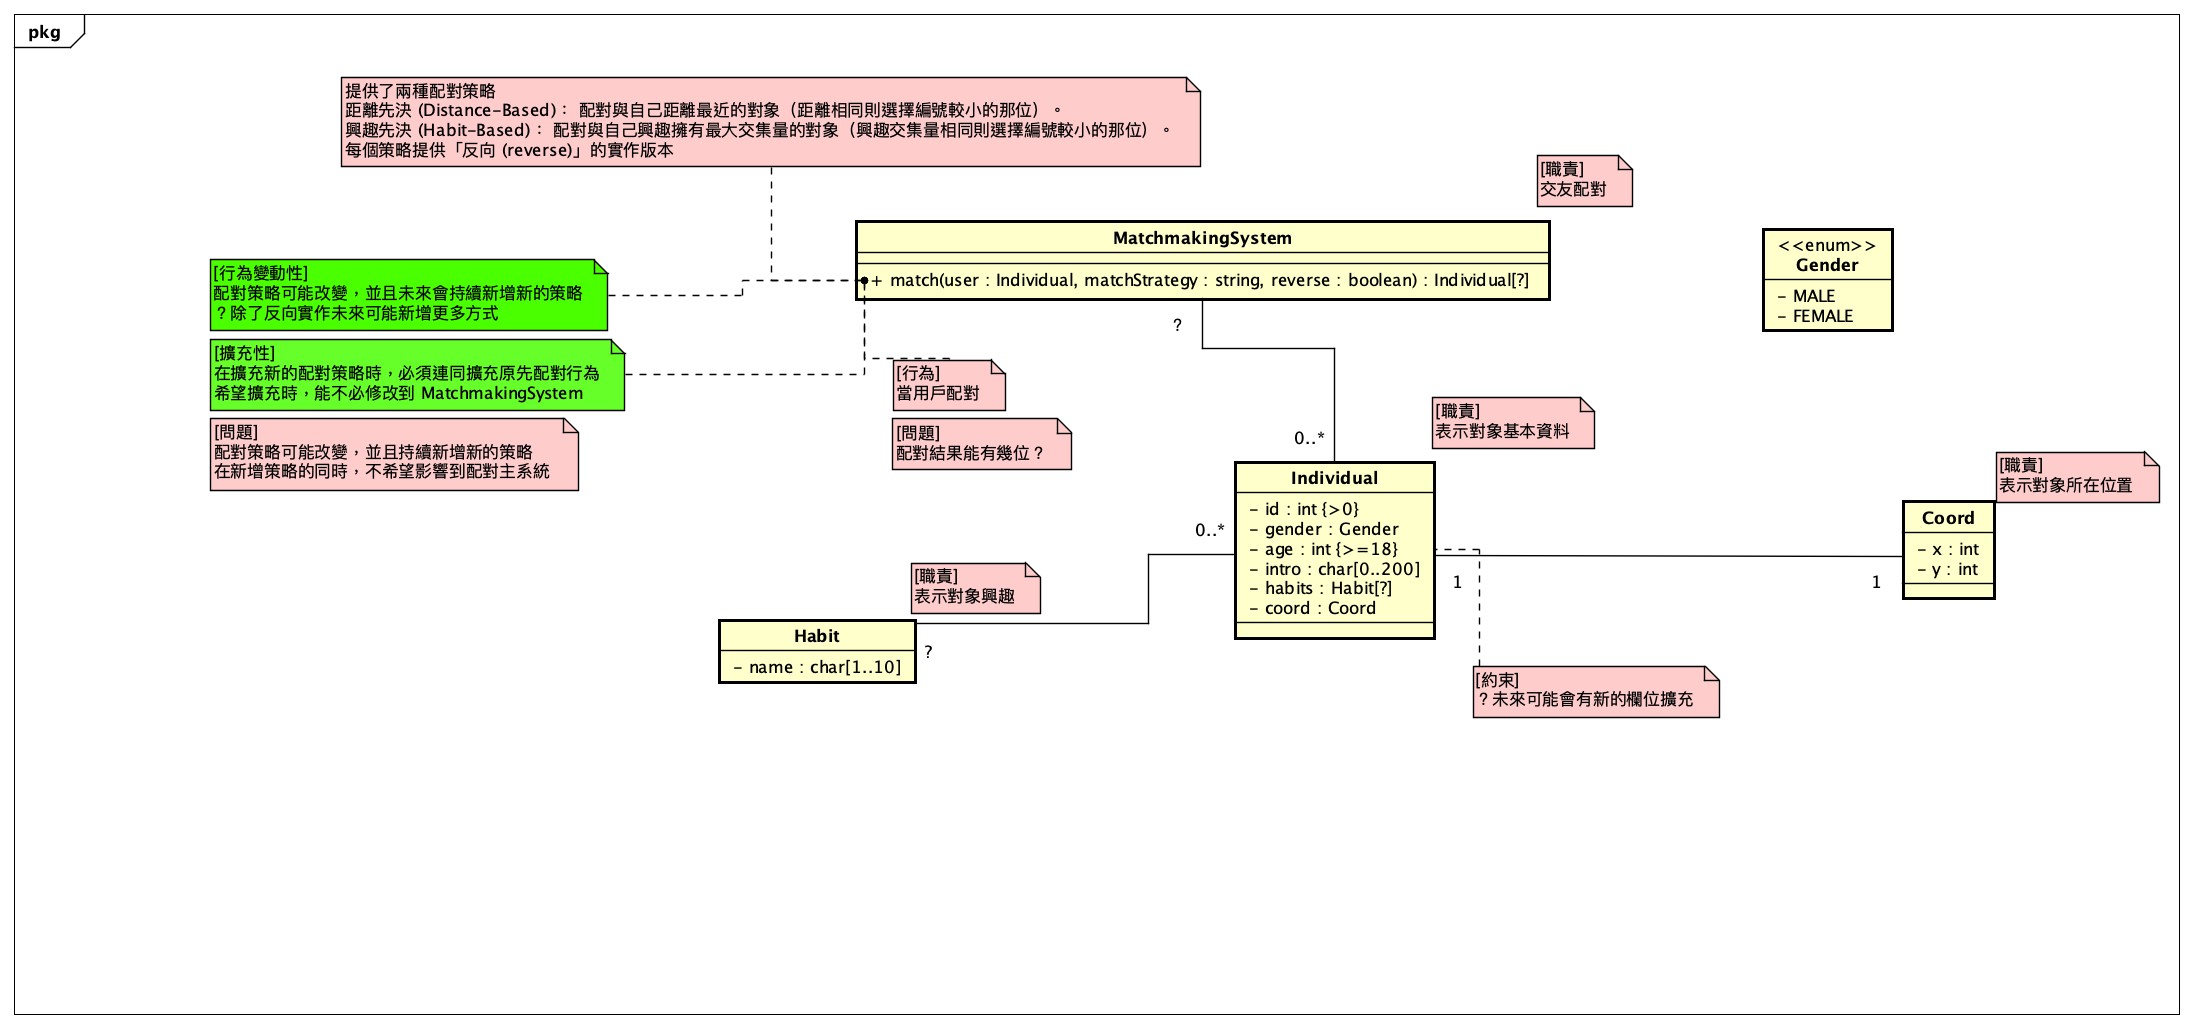 pkg
提供了兩種配對策略
距離先決 (Distance-Based)： 配對與自己距離最近的對象（距離相同則選擇編號較小的那位）。
興趣先決 (Habit-Based)： 配對與自己興趣擁有最大交集量的對象（興趣交集量相同則選擇編號較小的那位）。
每個策略提供「反向 (reverse)」的實作版本
[職責]
交友配對
MatchmakingSystem
+ match(user : Individual, matchStrategy : string, reverse : boolean) : Individual[?]
<<enum>>
Gender
- MALE
- FEMALE
[行為變動性]
配對策略可能改變，並且未來會持續新增新的策略
？除了反向實作未來可能新增更多方式
[擴充性]
在擴充新的配對策略時，必須連同擴充原先配對行為
希望擴充時，能不必修改到 MatchmakingSystem
[問題]
配對策略可能改變，並且持續新增新的策略
在新增策略的同時，不希望影響到配對主系統
[行為]
當用戶配對
[問題]
配對結果能有幾位？
?
0..*
[職責]
表示對象基本資料
Individual
- id : int {>0}
- gender : Gender
- age : int {>=18}
- intro : char[0..200]
- habits : Habit[?]
- coord : Coord
[職責]
表示對象所在位置
Coord
- x : int
- y : int
0..*
1
1
[職責]
表示對象興趣
Habit
- name : char[1..10]
?
[約束]
？未來可能會有新的欄位擴充